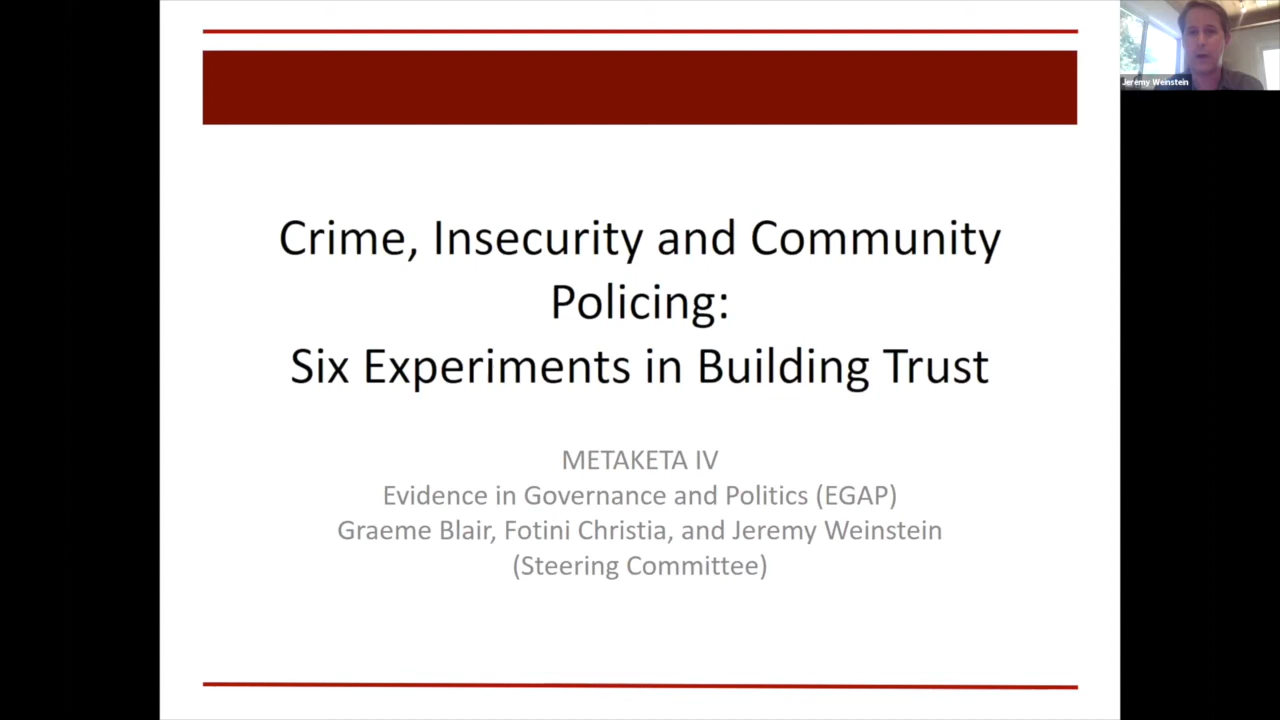 Jeremy Weinstein
Crime, Insecurity and Community
Policing:
Six Experiments in Building Trust
METAKETA IV
Evidence in Governance and Politics (EGAP)
Graeme Blair, Fotini Christia, and Jeremy Weinstein
(Steering Committee)